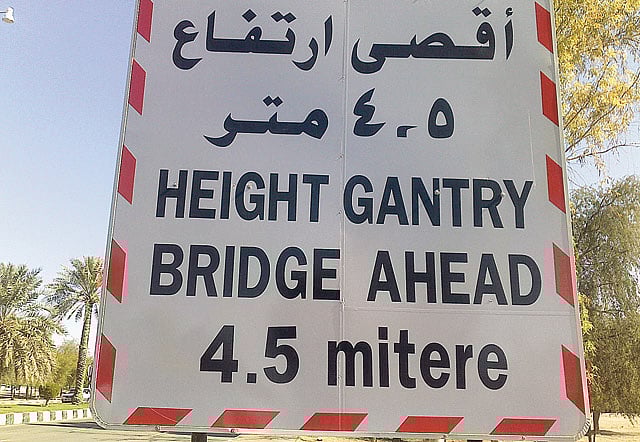 أقصى ارتفاع
٤,٥ متر
HEIGHT GANTRY
BRIDGE AHEAD
4.5 mitere